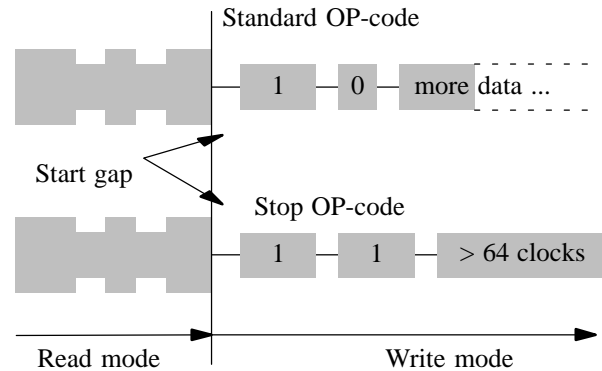 Standard OP-code
1 0 more data ...
Start gap
Stop OP-code
1 1 > 64 clocks
Read mode Write mode